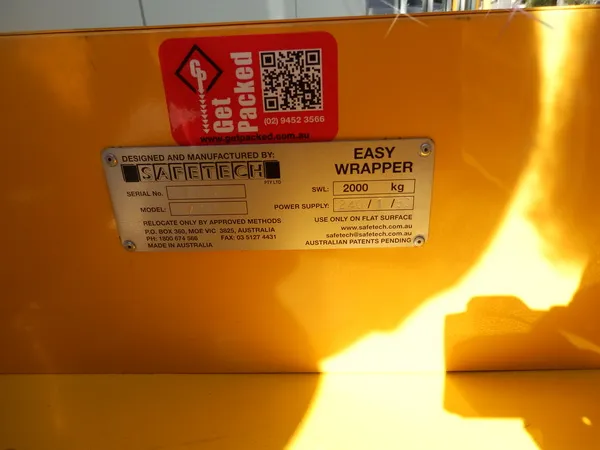 Get
Packed
(02) 9452 3566
www.getpacked.com.au
DESIGNED AND MANUFACTURED BY:
SAFETECH
PTY LTD
SERIAL No.
MODEL:
RELOCATE ONLY BY APPROVED METHODS
P.O. BOX 380, MOE VIC 3825, AUSTRALIA
PH: 1800 674 566 FAX: 03 5127 4431
MADE IN AUSTRALIA
EASY
WRAPPER
SWL: 2000 kg
POWER SUPPLY: 240/1/
USE ONLY ON FLAT SURFACE
www.safetech.com.au
safetech@safetech.com.au
AUSTRALIAN PATENTS PENDING